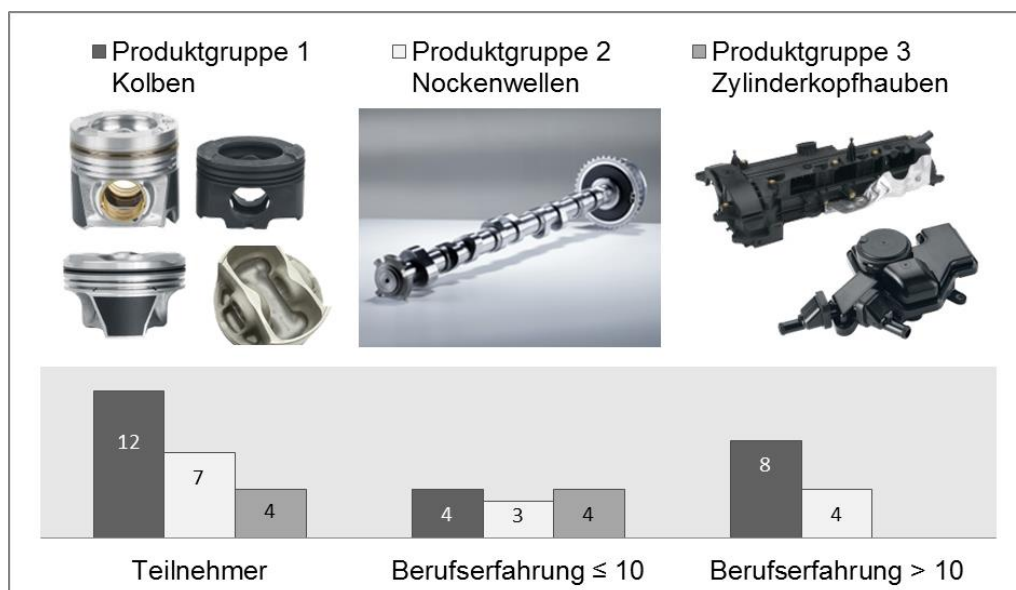 Produktgruppe 1
Kolben
Produktgruppe 2
Nockenwellen
Produktgruppe 3
Zylinderkopfhauben
12
7
4
4
3
4
8
4
Teilnehmer
Berufserfahrung ≤ 10
Berufserfahrung > 10